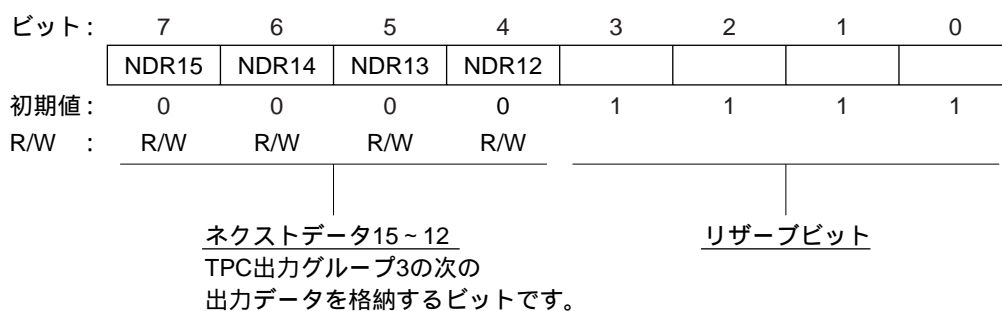 ビット: 7 6 5 4 3 2 1 0
NDR15 NDR14 NDR13 NDR12
初期値: 0 0 0 0 1 1 1 1
R/W : R/W R/W R/W R/W
ネクストデータ15~12 リザーブビット
TPC出力グループ3の次の
出力データを格納するビットです。